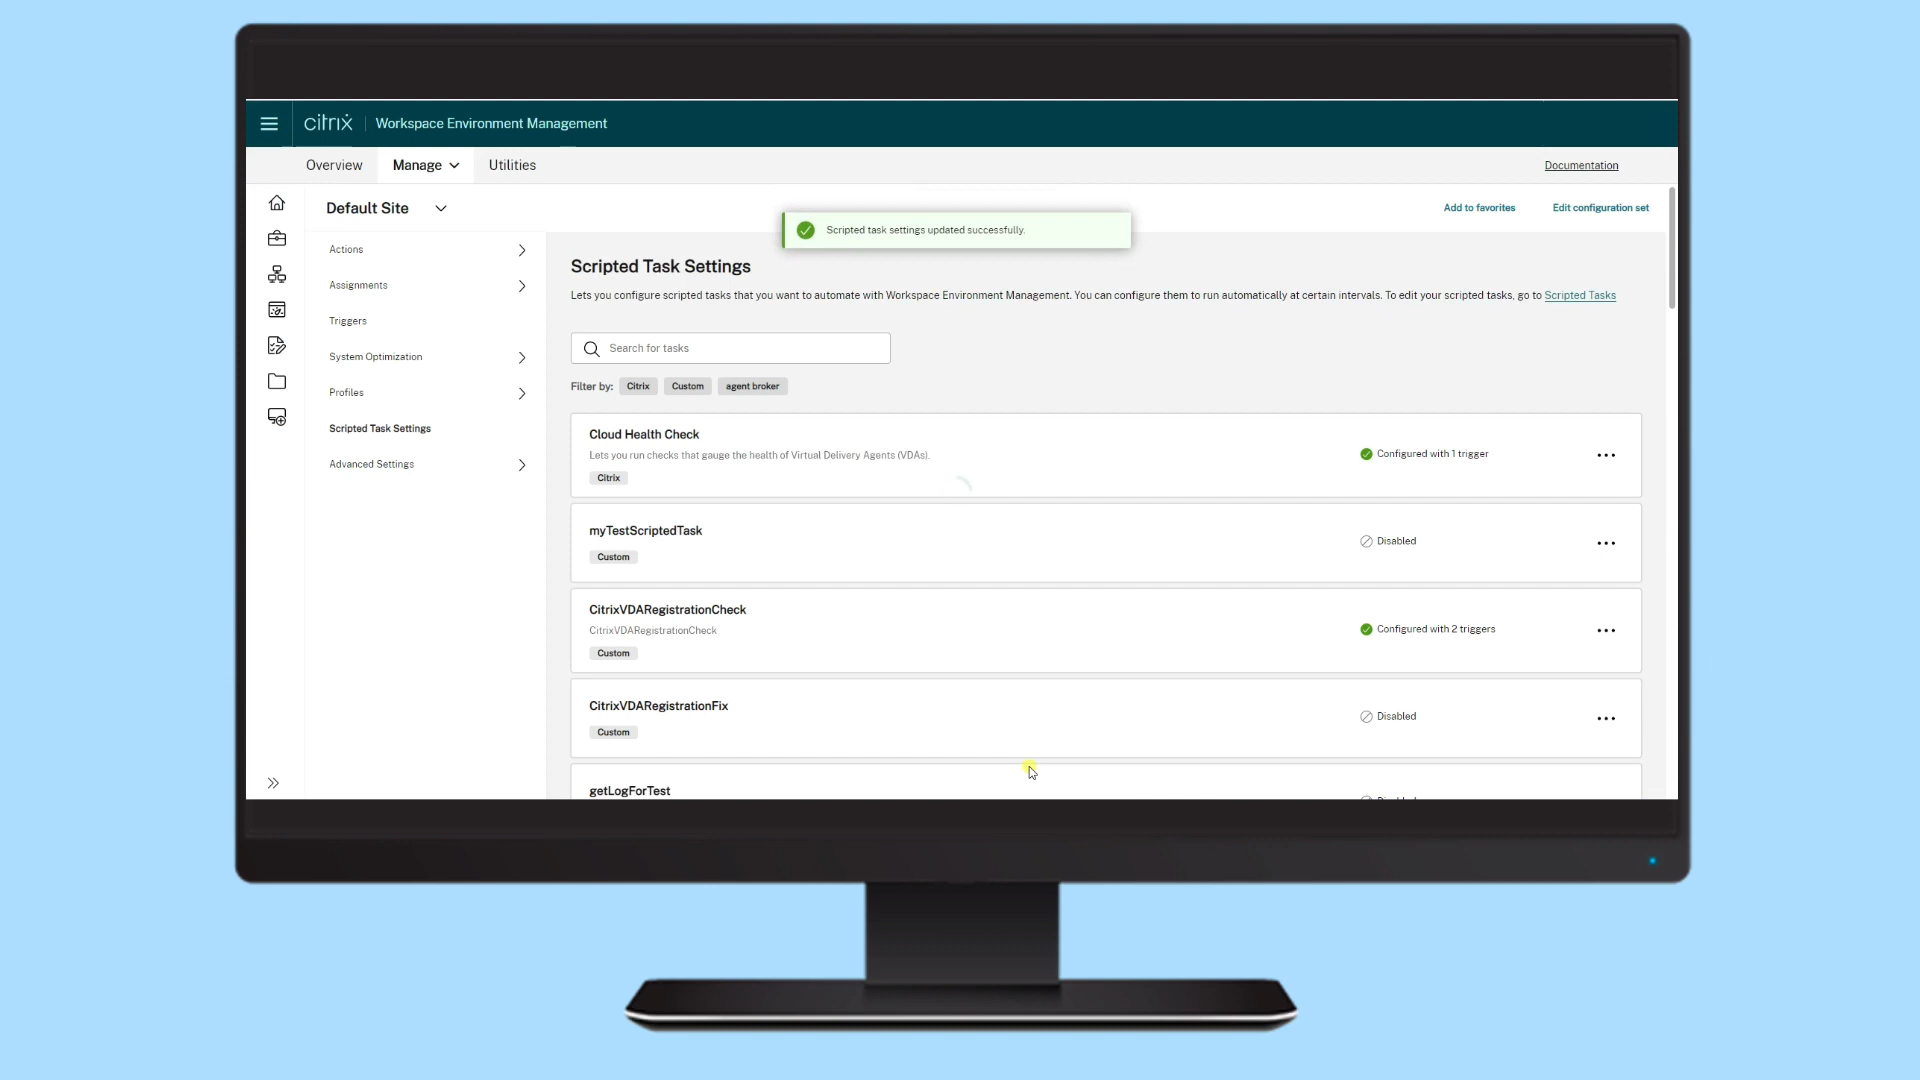 citrix | Workspace Environment Management
Overview Manage Utilities Documentation
Default Site Add to favorites Edit configuration set
Scripted task settings updated successfully.
Actions
Assignments
Triggers
System Optimization
Profiles
Scripted Task Settings
Advanced Settings
Scripted Task Settings
Lets you configure scripted tasks that you want to automate with Workspace Environment Management. You can configure them to run automatically at certain intervals. To edit your scripted tasks, go to Scripted Tasks
Search for tasks
Filter by: Citrix Custom agent broker
Cloud Health Check
Lets you run checks that gauge the health of Virtual Delivery Agents (VDAs).
Citrix
Configured with 1 trigger
myTestScriptedTask
Custom
Disabled
CitrixVDARegistrationCheck
CitrixVDARegistrationCheck
Custom
Configured with 2 triggers
CitrixVDARegistrationFix
Custom
Disabled
getLogForTest